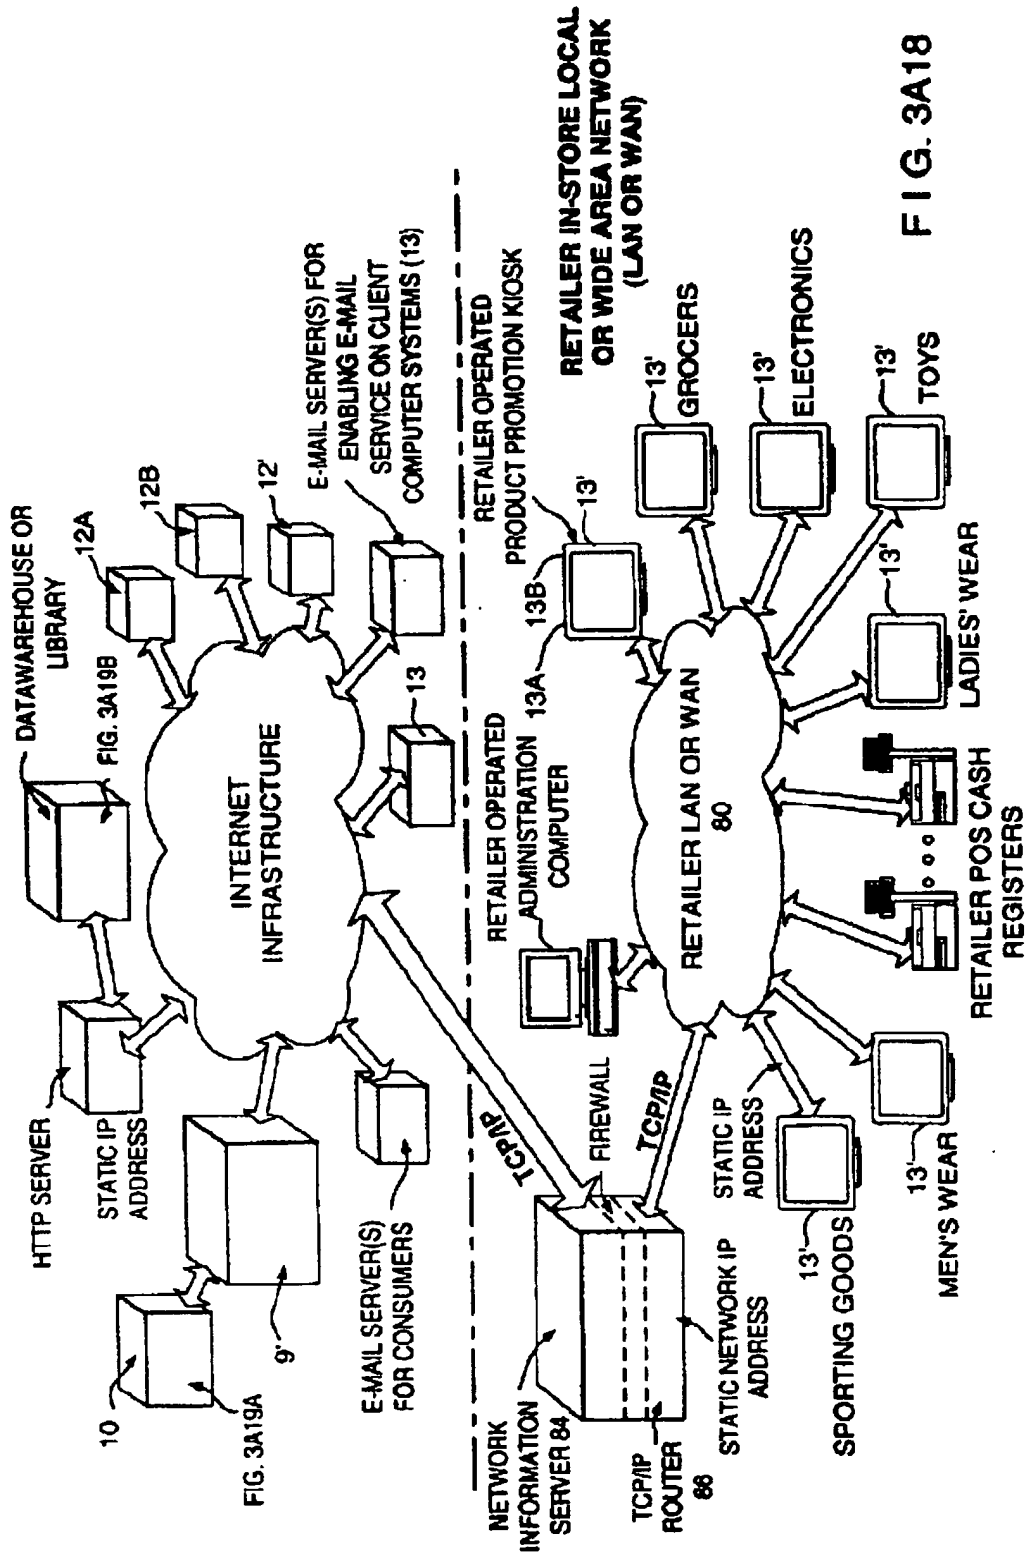 DATAWAREHOUSE OR
LIBRARY
FIG. 3A19B
HTTP SERVER
STATIC IP
ADDRESS
10
FIG. 3A19A
9'
E-MAIL SERVER(S)
FOR CONSUMERS
INTERNET
INFRASTRUCTURE
12A
12B
12'
E-MAIL SERVER(S) FOR
ENABLING E-MAIL
SERVICE ON CLIENT
COMPUTER SYSTEMS (13)
13
TCP/IP
NETWORK
INFORMATION
SERVER 84
TCP/IP
ROUTER
86
STATIC NETWORK IP
ADDRESS
FIREWALL
TCP/IP
RETAILER OPERATED
ADMINISTRATION
COMPUTER
RETAILER OPERATED
PRODUCT PROMOTION KIOSK
13A
13B
13'
RETAILER IN-STORE LOCAL
OR WIDE AREA NETWORK
(LAN OR WAN)
RETAILER LAN OR WAN
80
13'
GROCERS
13'
ELECTRONICS
13'
TOYS
13'
LADIES' WEAR
RETAILER POS CASH
REGISTERS
13'
MEN'S WEAR
STATIC IP
ADDRESS
13'
SPORTING GOODS
FIG. 3A18